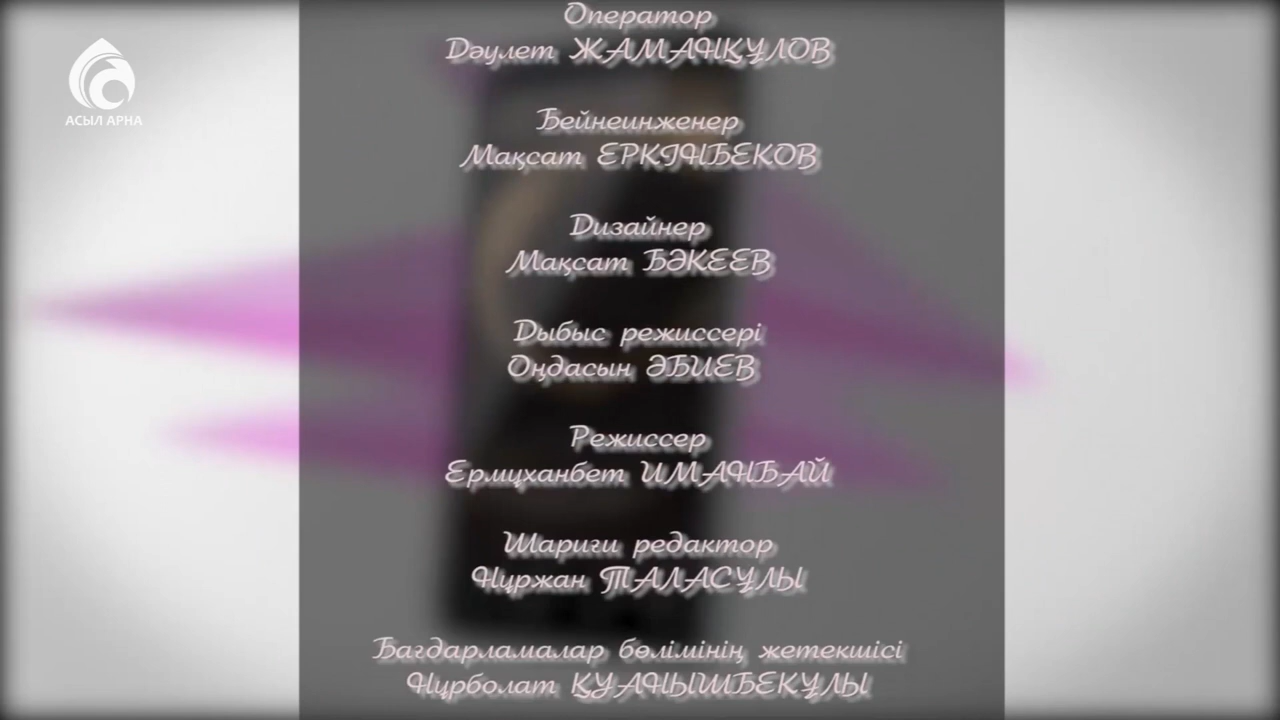 АСЫЛ АРНА
Оператор
Дәулет ЖАМАНҚҰЛОВ
Бейнеинженер
Мақсат ЕРКІНБЕКОВ
Дизайнер
Мақсат БӘКЕЕВ
Дыбыс режиссері
Оңдасын ӘБИЕВ
Режиссер
Ермұханбет ИМАНБАЙ
Шариғи редактор
Нұржан ТАЛАСҰЛЫ
Бағдарламалар бөлімінің жетекшісі
Нұрболат ҚУАНЫШБЕКҰЛЫ